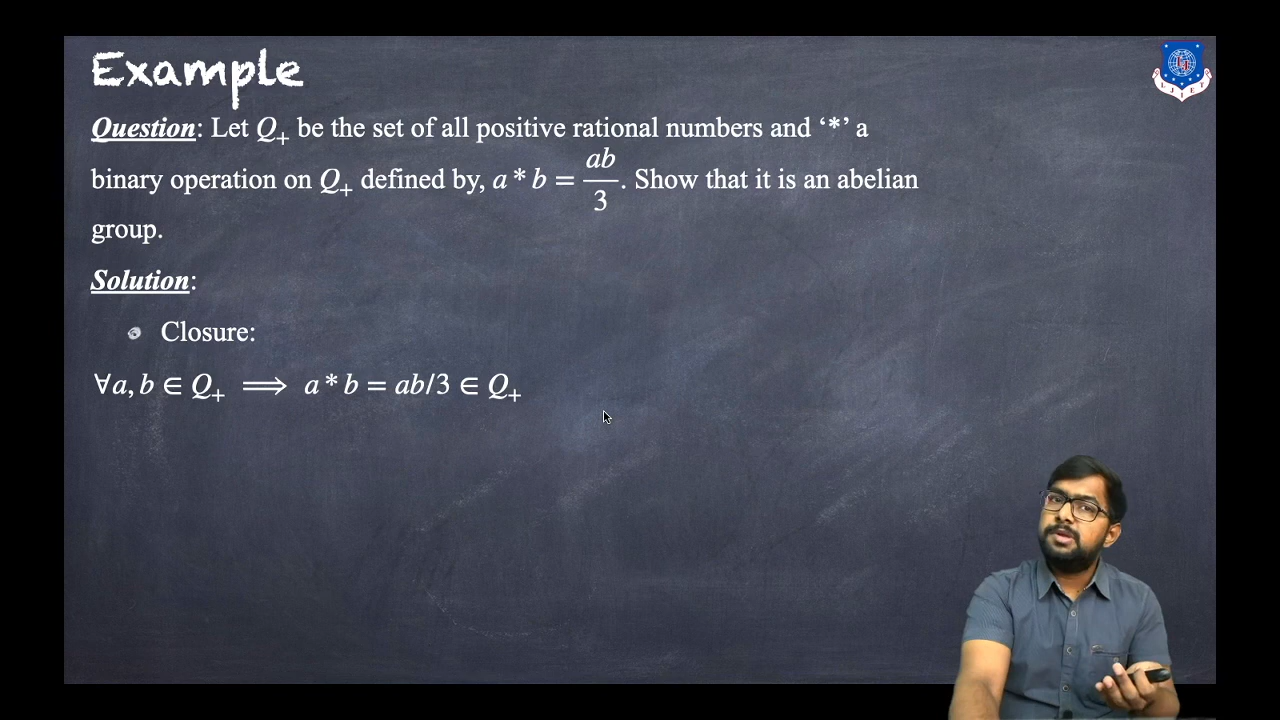 Example
Question: Let Q₊ be the set of all positive rational numbers and ‘*’ a
binary operation on Q₊ defined by, a * b = ab/3. Show that it is an abelian
group.
Solution:
Closure:
∀a, b ∈ Q₊ ⟹ a * b = ab/3 ∈ Q₊
LJIET